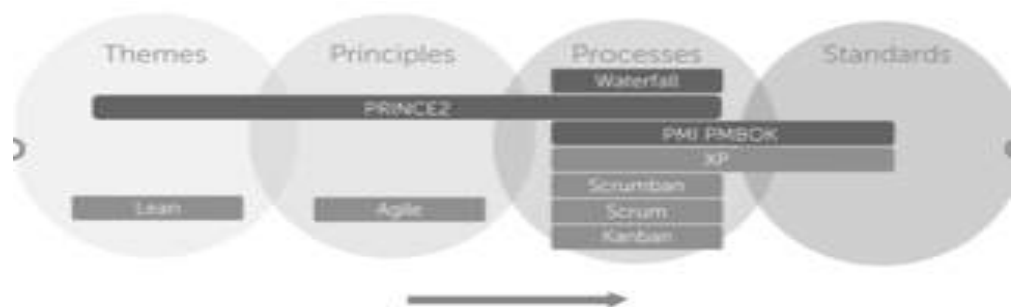 Themes Principles Processes Standards
Waterfall
PRINCE2
PMI PMBOK
XP
Scrumban
Lean Agile Scrum
Kanban